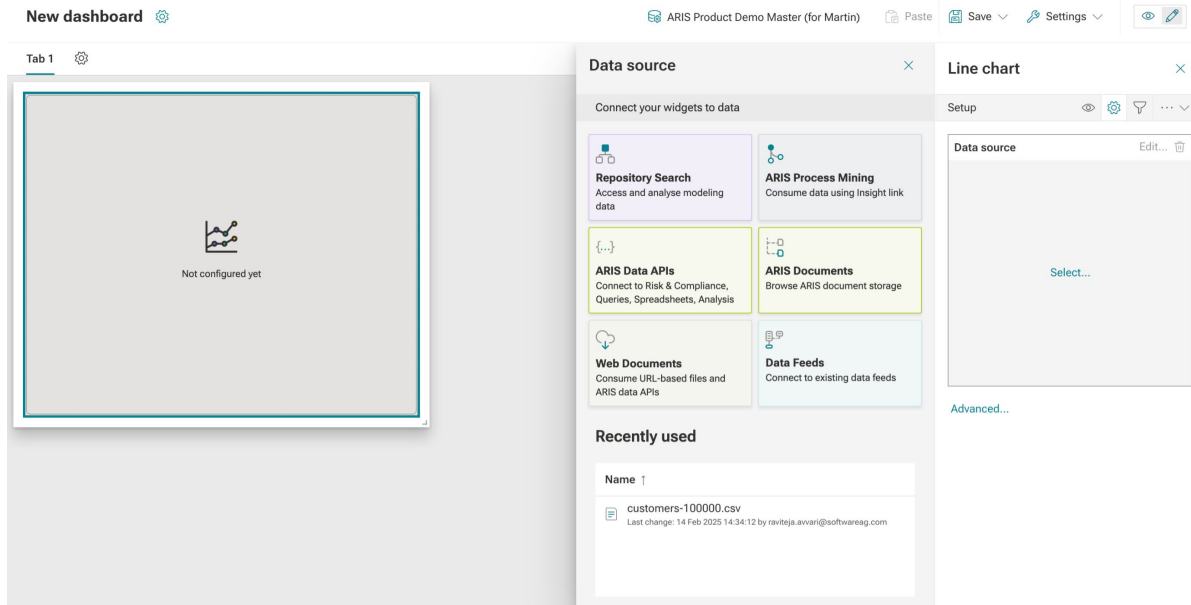 New dashboard
ARIS Product Demo Master (for Martin)
Paste
Save
Settings
Tab 1
Not configured yet
Data source
Connect your widgets to data
Repository Search
Access and analyse modeling
data
ARIS Process Mining
Consume data using Insight link
{...}
ARIS Data APIs
Connect to Risk & Compliance,
Queries, Spreadsheets, Analysis
ARIS Documents
Browse ARIS document storage
Web Documents
Consume URL-based files and
ARIS data APIs
Data Feeds
Connect to existing data feeds
Recently used
Name ↑
customers-100000.csv
Last change: 14 Feb 2025 14:34:12 by raviteja.avvari@softwareag.com
Line chart
Setup
Data source
Edit...
Select...
Advanced...